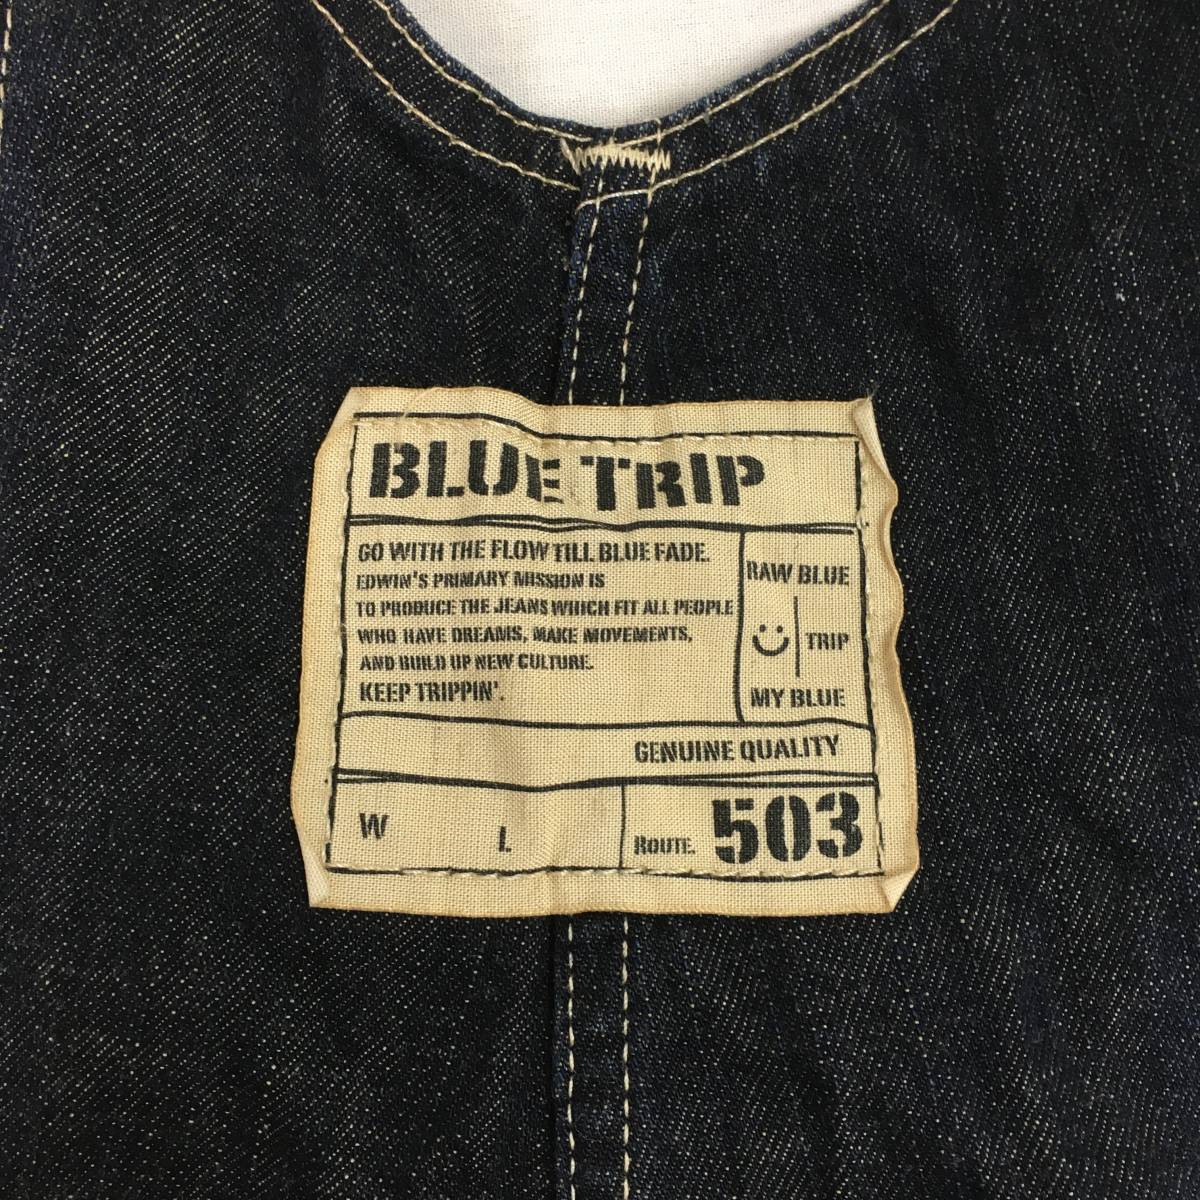 BLUE TRIP
GO WITH THE FLOW TILL BLUE FADE.
EDWIN'S PRIMARY MISSION IS
TO PRODUCE THE JEANS WHICH FIT ALL PEOPLE
WHO HAVE DREAMS, MAKE MOVEMENTS,
AND BUILD UP NEW CULTURE.
KEEP TRIPPIN'.
RAW BLUE
TRIP
MY BLUE
GENUINE QUALITY
W L ROUTE. 503